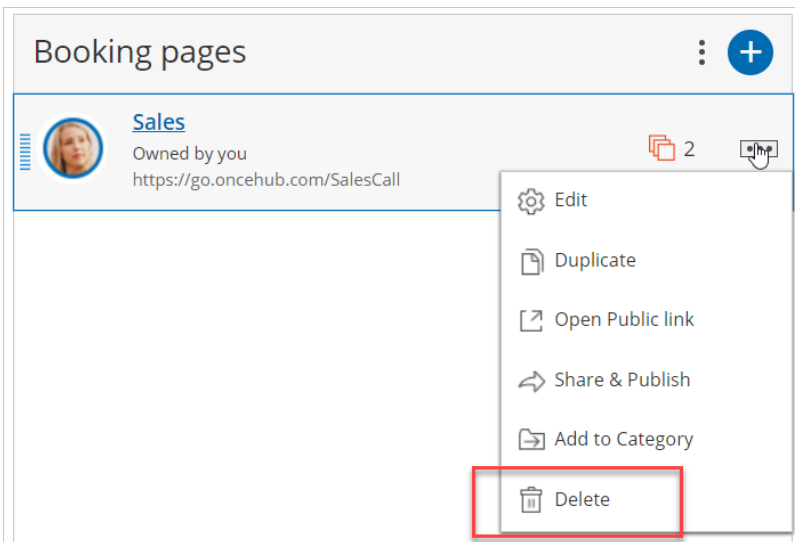 Booking pages
Sales
Owned by you
2
https://go.oncehub.com/SalesCall
Edit
Duplicate
Open Public link
Share & Publish
Add to Category
Delete